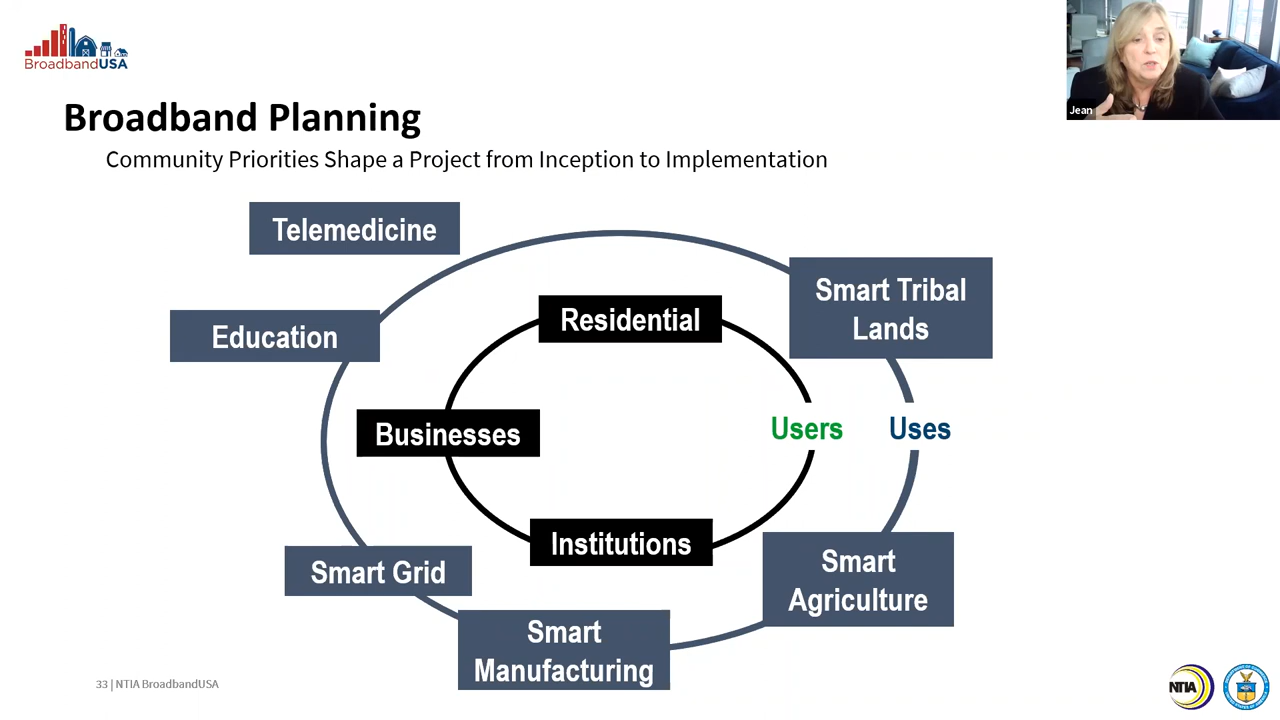 BroadbandUSA
Jean
Broadband Planning
Community Priorities Shape a Project from Inception to Implementation
Telemedicine
Smart Tribal
Lands
Education
Residential
Businesses
Users
Uses
Institutions
Smart Grid
Smart
Agriculture
Smart
Manufacturing
33 | NTIA BroadbandUSA
NTIA